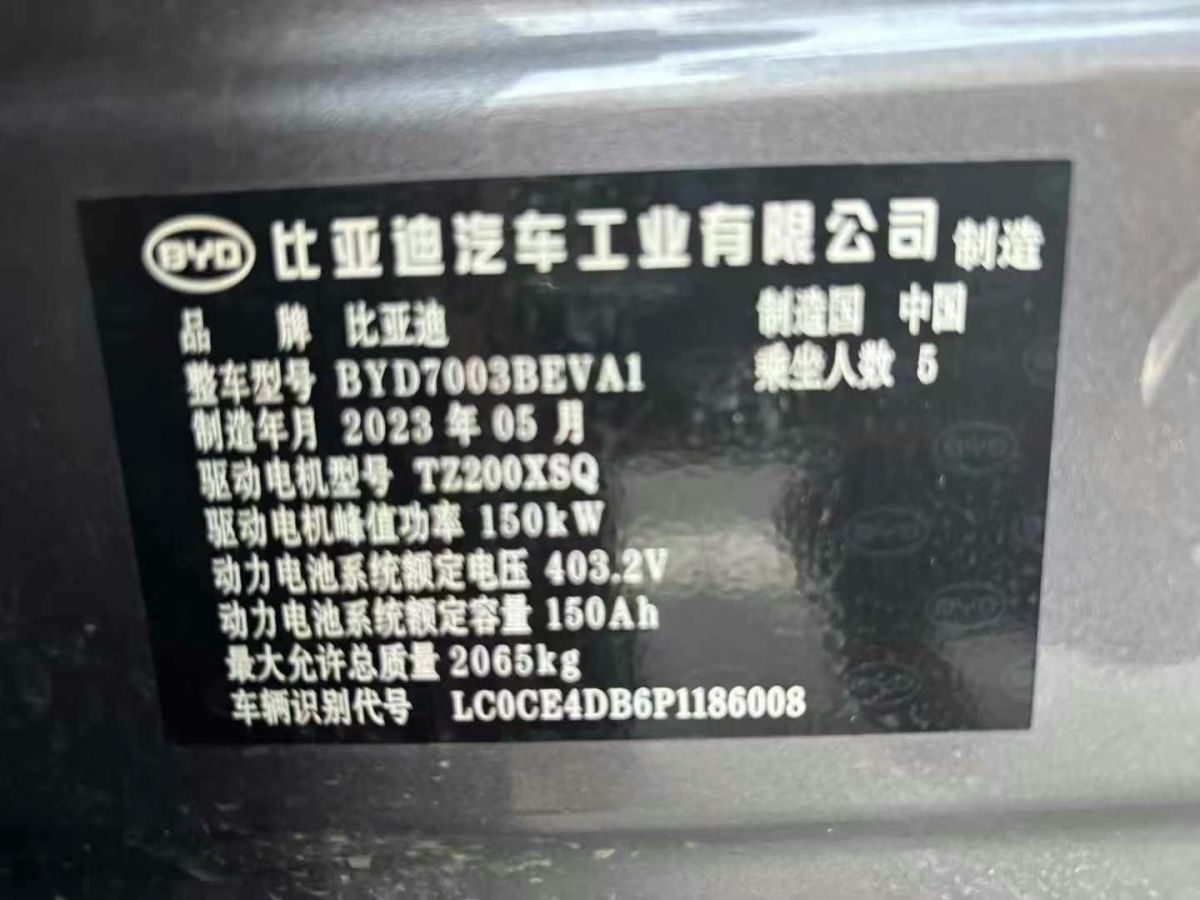 BYD 比亚迪汽车工业有限公司 制造
品 牌 比亚迪 制造国 中国
整车型号 BYD7003BEVA1 乘坐人数 5
制造年月 2023 年 05 月
驱动电机型号 TZ200XSQ
驱动电机峰值功率 150kW
动力电池系统额定电压 403.2V
动力电池系统额定容量 150Ah
最大允许总质量 2065kg
车辆识别代号 LC0CE4DB6P1186008